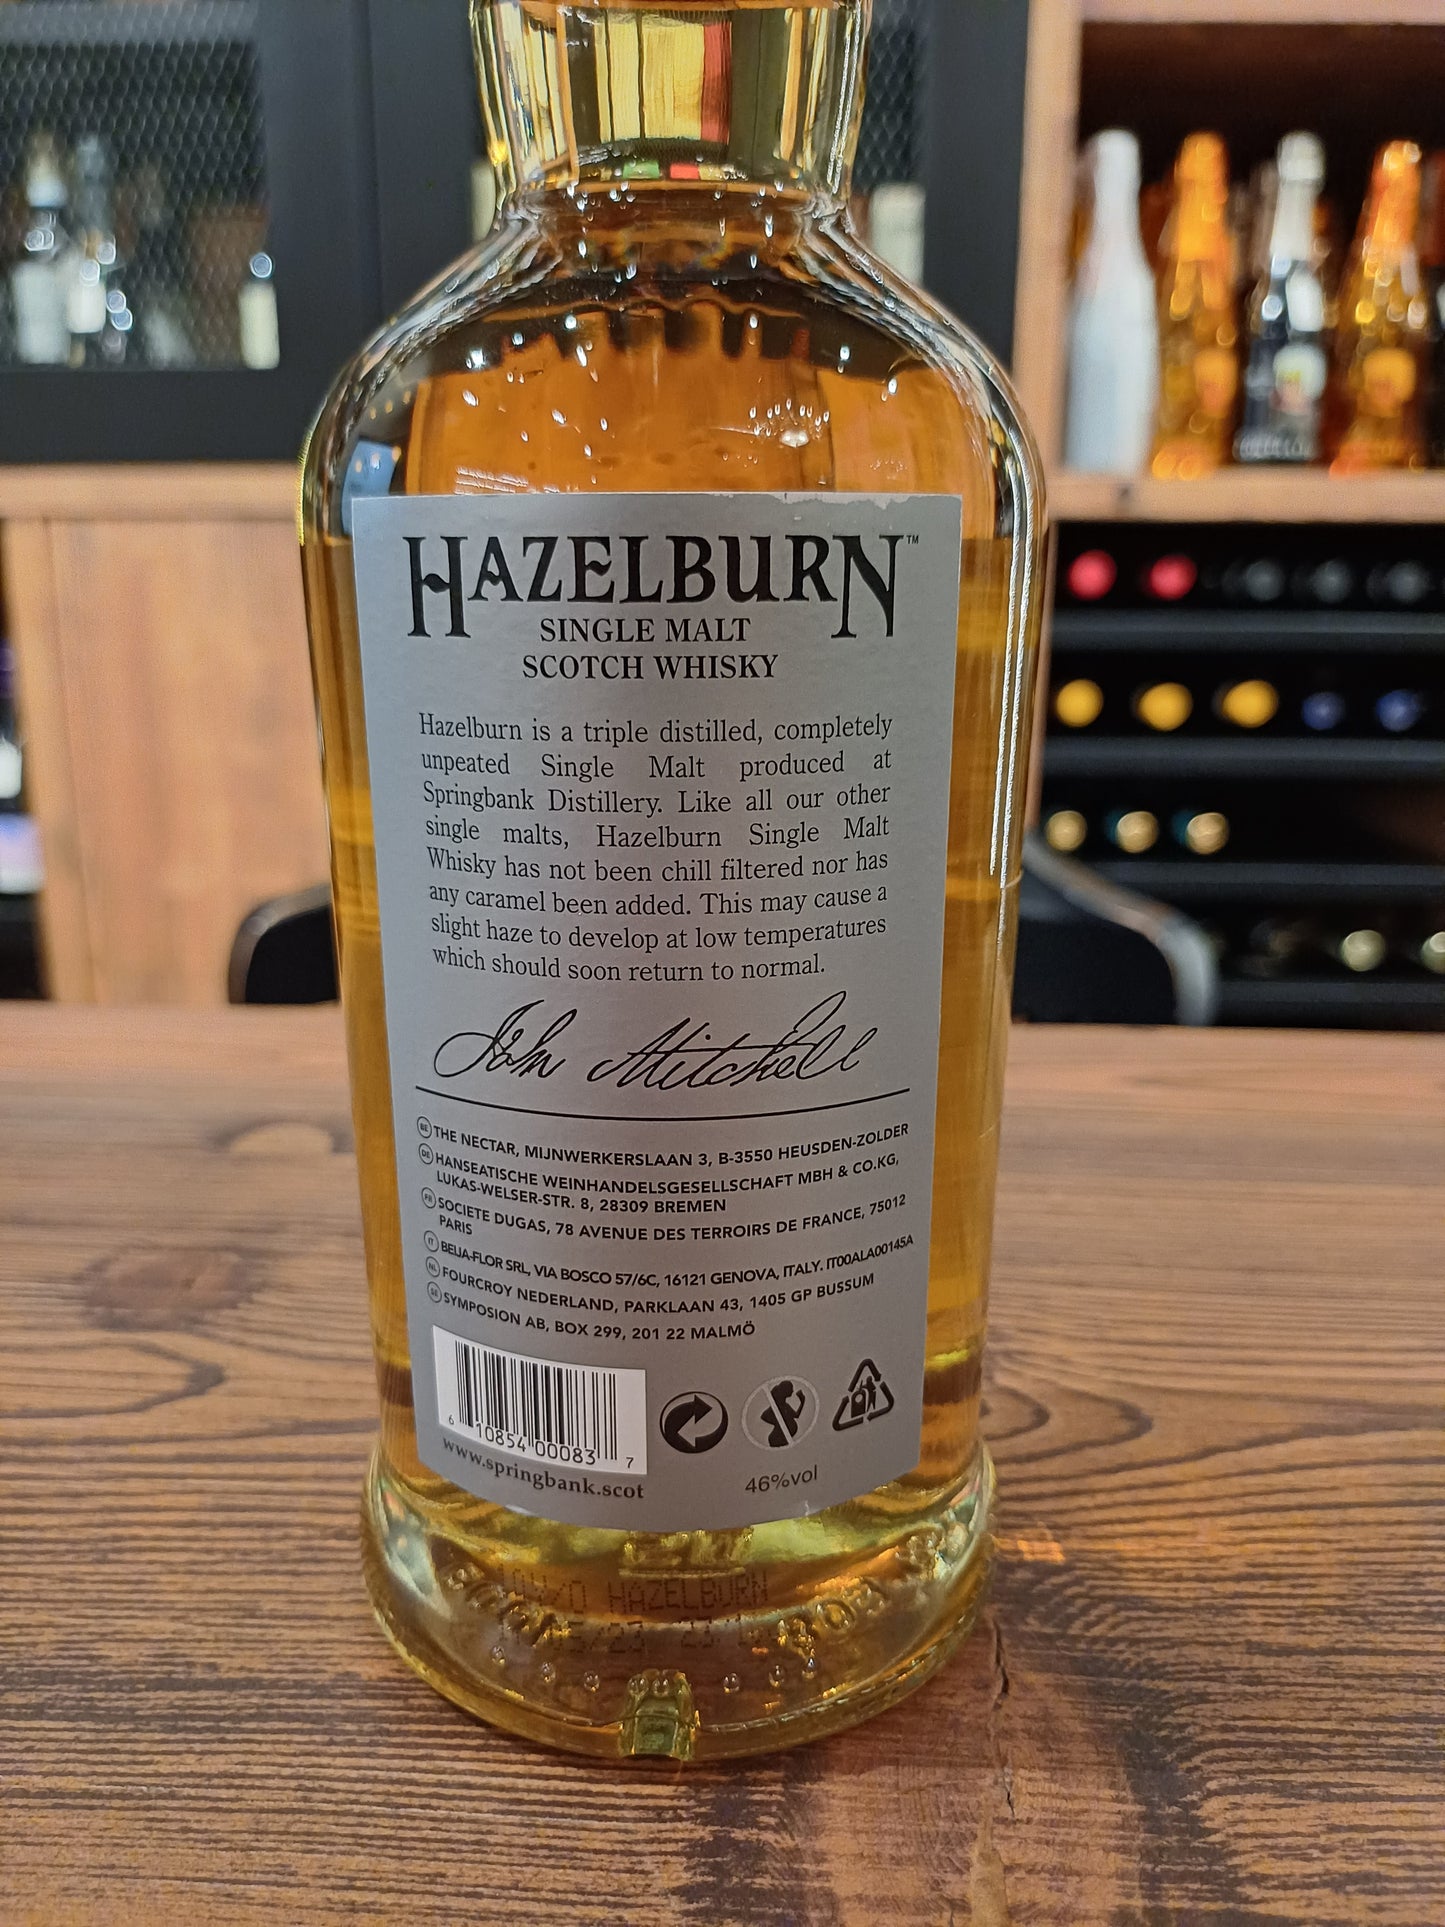 HAZELBURN™
SINGLE MALT
SCOTCH WHISKY
Hazelburn is a triple distilled, completely
unpeated Single Malt produced at
Springbank Distillery. Like all our other
single malts, Hazelburn Single Malt
Whisky has not been chill filtered nor has
any caramel been added. This may cause a
slight haze to develop at low temperatures
which should soon return to normal.
John Mitchell
BE THE NECTAR, MIJNWERKERSLAAN 3, B-3550 HEUSDEN-ZOLDER
DE HANSEATISCHE WEINHANDELSGESELLSCHAFT MBH & CO.KG,
LUKAS-WELSER-STR. 8, 28309 BREMEN
FR SOCIETE DUGAS, 78 AVENUE DES TERROIRS DE FRANCE, 75012
PARIS
IT BEIJA-FLOR SRL, VIA BOSCO 57/6C, 16121 GENOVA, ITALY. IT00ALA00145A
NL FOURCROY NEDERLAND, PARKLAAN 43, 1405 GP BUSSUM
SE SYMPOSION AB, BOX 299, 201 22 MALMÖ
6 10854 00083 7
www.springbank.scot
46%vol
HAZELBURN